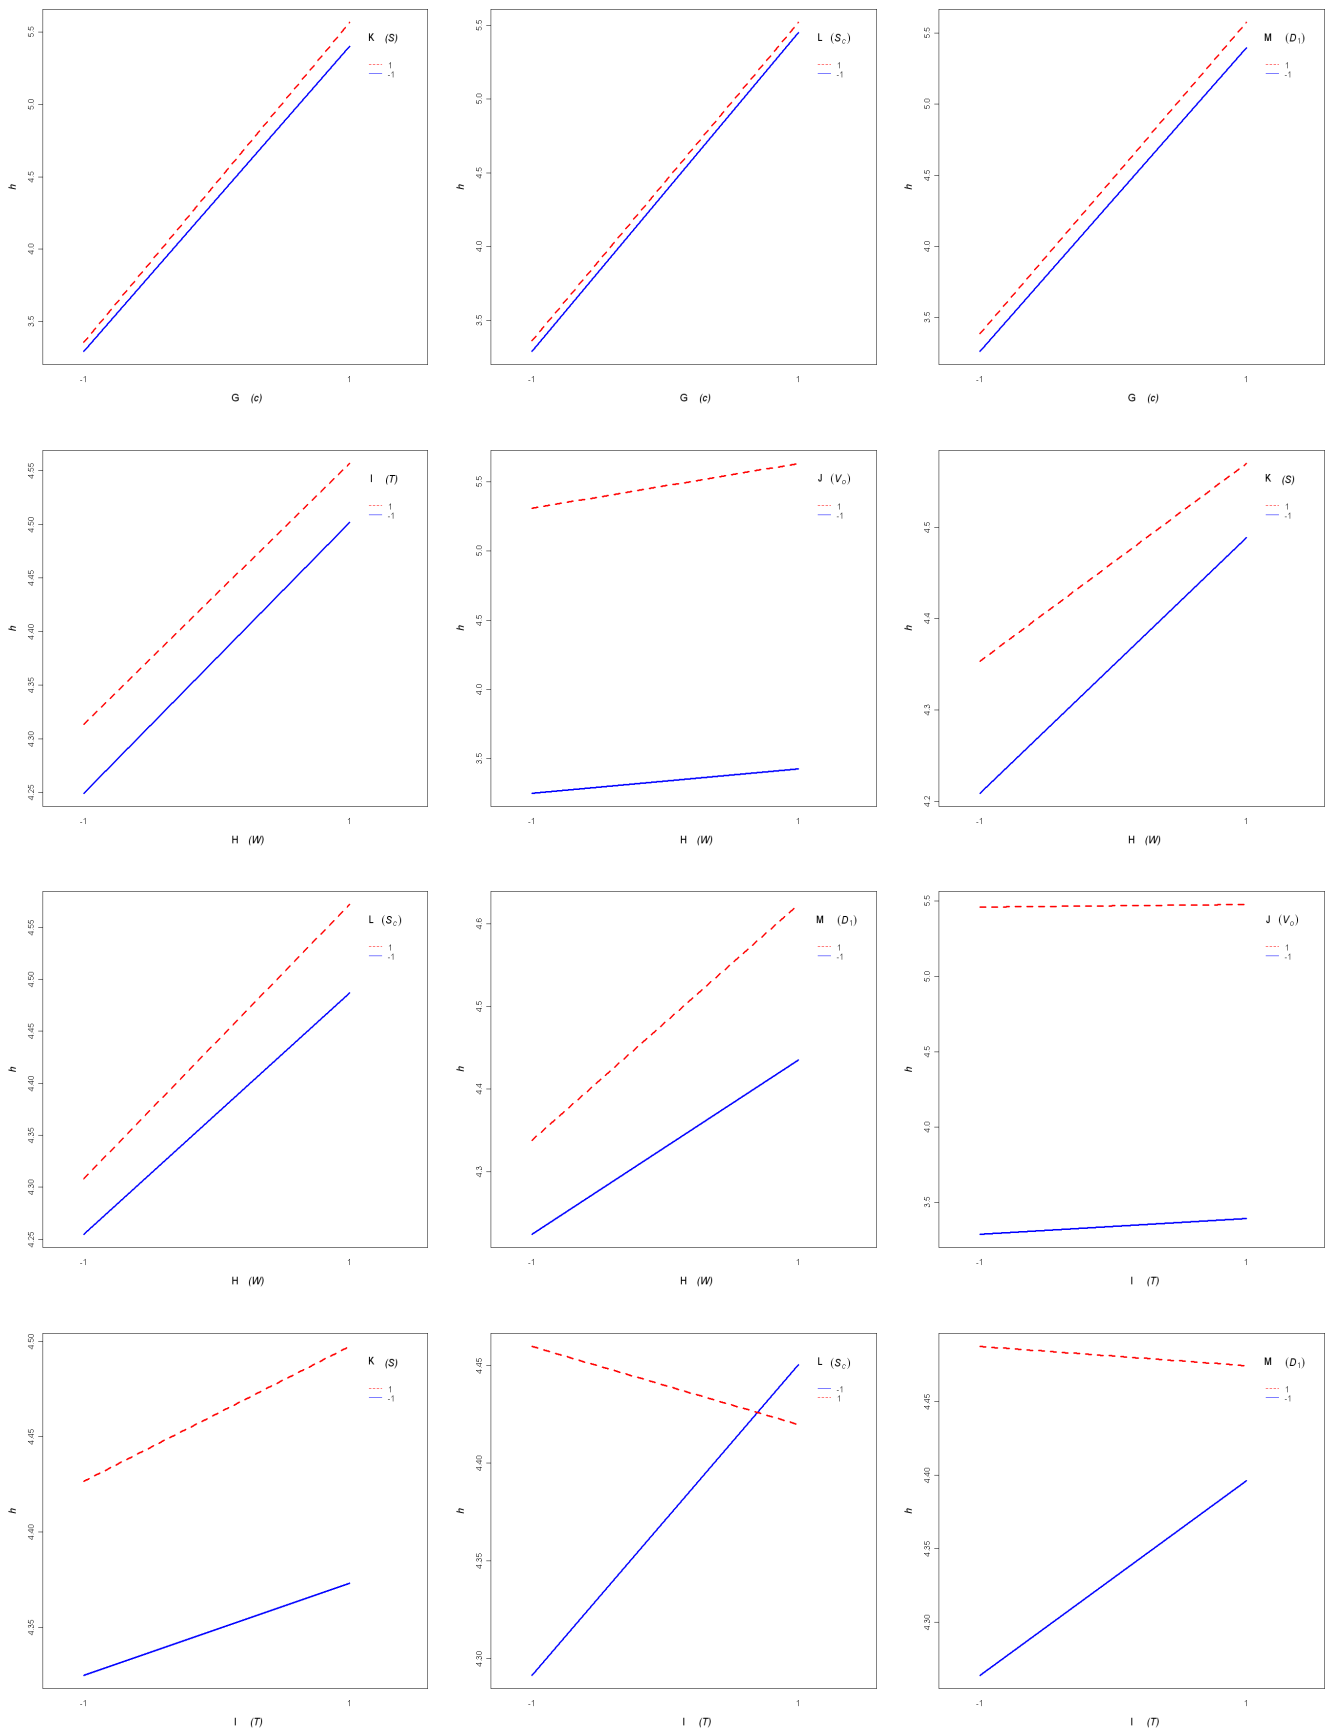 K (S)
1
-1
5.5
5.0
4.5
4.0
3.5
h
-1 1
G (c)
L (S_c)
1
-1
5.5
5.0
4.5
4.0
3.5
h
-1 1
G (c)
M (D_1)
1
-1
5.5
5.0
4.5
4.0
3.5
h
-1 1
G (c)
I (T)
1
-1
4.55
4.50
4.45
4.40
4.35
4.30
4.25
h
-1 1
H (W)
J (V_o)
1
-1
5.5
5.0
4.5
4.0
3.5
h
-1 1
H (W)
K (S)
1
-1
4.5
4.4
4.3
4.2
h
-1 1
H (W)
L (S_c)
1
-1
4.55
4.50
4.45
4.40
4.35
4.30
4.25
h
-1 1
H (W)
M (D_1)
1
-1
4.6
4.5
4.4
4.3
h
-1 1
H (W)
J (V_o)
1
-1
5.5
5.0
4.5
4.0
3.5
h
-1 1
I (T)
K (S)
1
-1
4.50
4.45
4.40
4.35
h
-1 1
I (T)
L (S_c)
-1
1
4.45
4.40
4.35
4.30
h
-1 1
I (T)
M (D_1)
1
-1
4.45
4.40
4.35
4.30
h
-1 1
I (T)